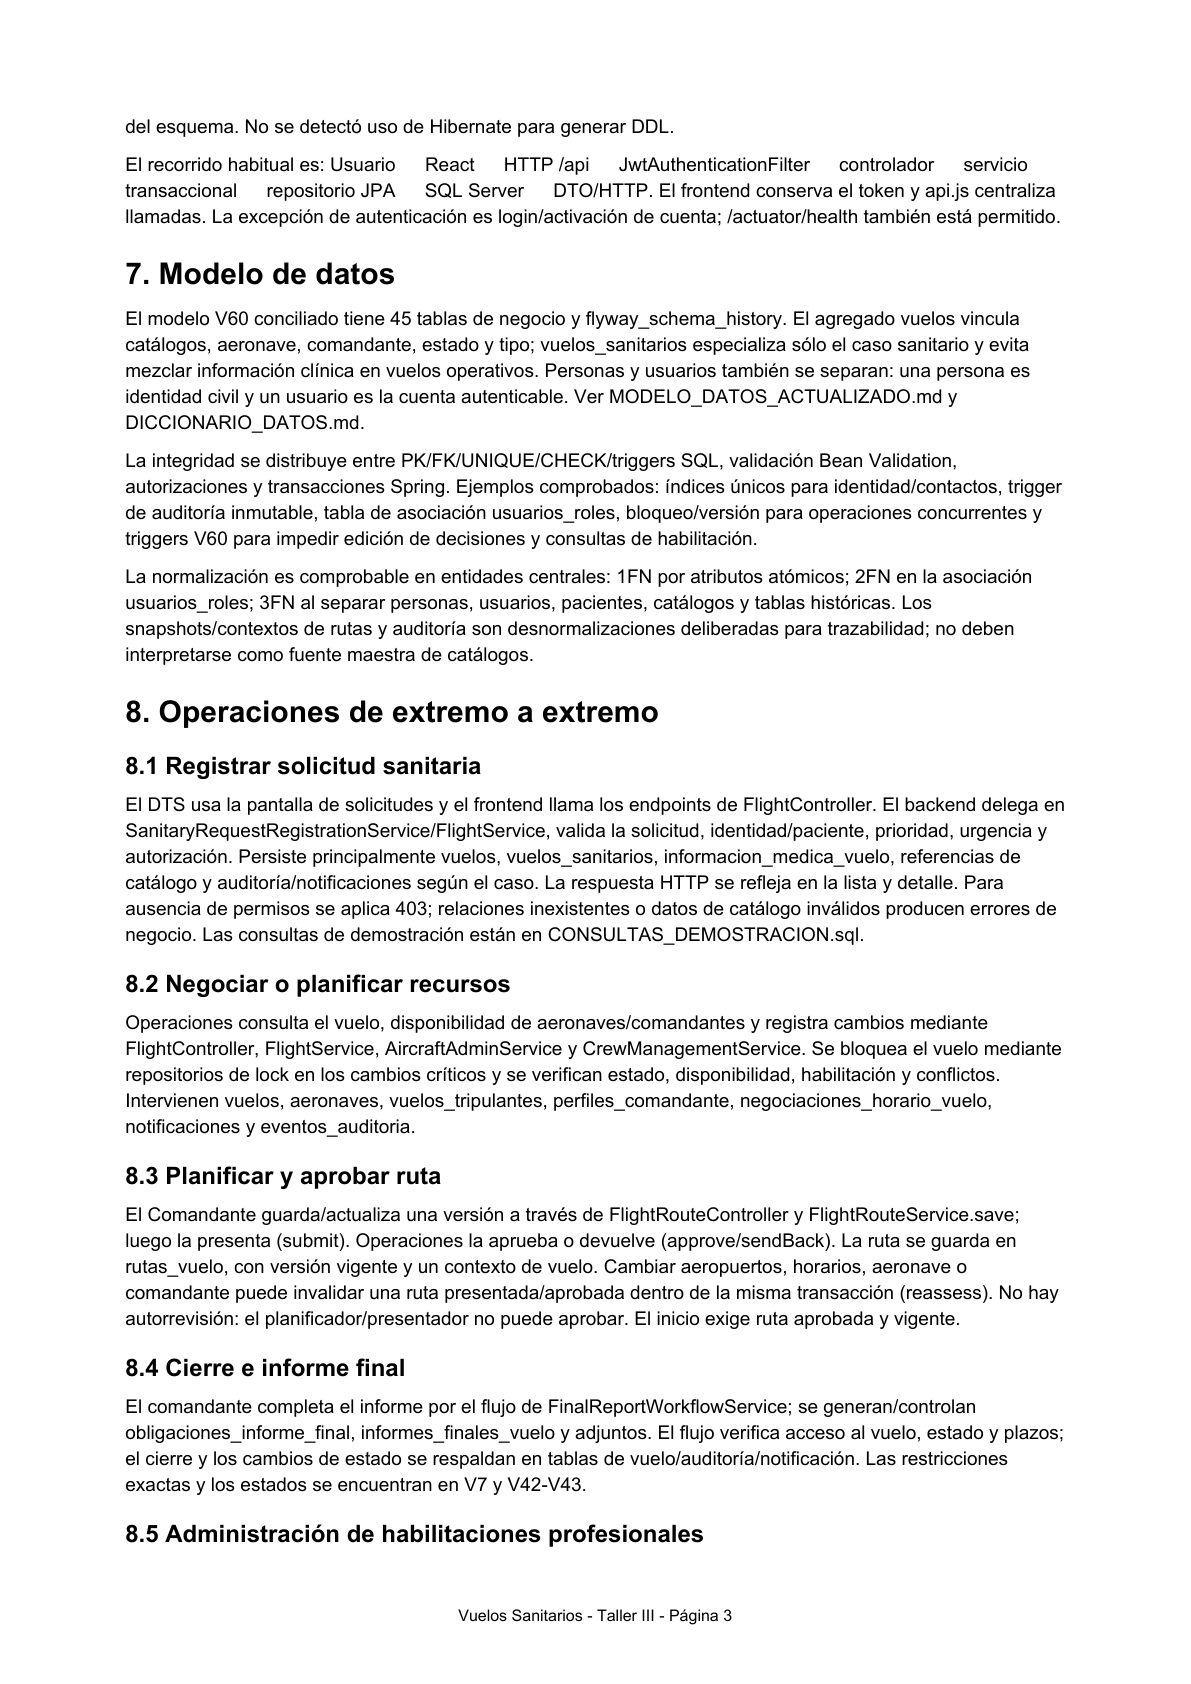 del esquema. No se detectó uso de Hibernate para generar DDL.
El recorrido habitual es: Usuario React HTTP /api JwtAuthenticationFilter controlador servicio
transaccional repositorio JPA SQL Server DTO/HTTP. El frontend conserva el token y api.js centraliza
llamadas. La excepción de autenticación es login/activación de cuenta; /actuator/health también está permitido.
7. Modelo de datos
El modelo V60 conciliado tiene 45 tablas de negocio y flyway_schema_history. El agregado vuelos vincula
catálogos, aeronave, comandante, estado y tipo; vuelos_sanitarios especializa sólo el caso sanitario y evita
mezclar información clínica en vuelos operativos. Personas y usuarios también se separan: una persona es
identidad civil y un usuario es la cuenta autenticable. Ver MODELO_DATOS_ACTUALIZADO.md y
DICCIONARIO_DATOS.md.
La integridad se distribuye entre PK/FK/UNIQUE/CHECK/triggers SQL, validación Bean Validation,
autorizaciones y transacciones Spring. Ejemplos comprobados: índices únicos para identidad/contactos, trigger
de auditoría inmutable, tabla de asociación usuarios_roles, bloqueo/versión para operaciones concurrentes y
triggers V60 para impedir edición de decisiones y consultas de habilitación.
La normalización es comprobable en entidades centrales: 1FN por atributos atómicos; 2FN en la asociación
usuarios_roles; 3FN al separar personas, usuarios, pacientes, catálogos y tablas históricas. Los
snapshots/contextos de rutas y auditoría son desnormalizaciones deliberadas para trazabilidad; no deben
interpretarse como fuente maestra de catálogos.
8. Operaciones de extremo a extremo
8.1 Registrar solicitud sanitaria
El DTS usa la pantalla de solicitudes y el frontend llama los endpoints de FlightController. El backend delega en
SanitaryRequestRegistrationService/FlightService, valida la solicitud, identidad/paciente, prioridad, urgencia y
autorización. Persiste principalmente vuelos, vuelos_sanitarios, informacion_medica_vuelo, referencias de
catálogo y auditoría/notificaciones según el caso. La respuesta HTTP se refleja en la lista y detalle. Para
ausencia de permisos se aplica 403; relaciones inexistentes o datos de catálogo inválidos producen errores de
negocio. Las consultas de demostración están en CONSULTAS_DEMOSTRACION.sql.
8.2 Negociar o planificar recursos
Operaciones consulta el vuelo, disponibilidad de aeronaves/comandantes y registra cambios mediante
FlightController, FlightService, AircraftAdminService y CrewManagementService. Se bloquea el vuelo mediante
repositorios de lock en los cambios críticos y se verifican estado, disponibilidad, habilitación y conflictos.
Intervienen vuelos, aeronaves, vuelos_tripulantes, perfiles_comandante, negociaciones_horario_vuelo,
notificaciones y eventos_auditoria.
8.3 Planificar y aprobar ruta
El Comandante guarda/actualiza una versión a través de FlightRouteController y FlightRouteService.save;
luego la presenta (submit). Operaciones la aprueba o devuelve (approve/sendBack). La ruta se guarda en
rutas_vuelo, con versión vigente y un contexto de vuelo. Cambiar aeropuertos, horarios, aeronave o
comandante puede invalidar una ruta presentada/aprobada dentro de la misma transacción (reassess). No hay
autorrevisión: el planificador/presentador no puede aprobar. El inicio exige ruta aprobada y vigente.
8.4 Cierre e informe final
El comandante completa el informe por el flujo de FinalReportWorkflowService; se generan/controlan
obligaciones_informe_final, informes_finales_vuelo y adjuntos. El flujo verifica acceso al vuelo, estado y plazos;
el cierre y los cambios de estado se respaldan en tablas de vuelo/auditoría/notificación. Las restricciones
exactas y los estados se encuentran en V7 y V42-V43.
8.5 Administración de habilitaciones profesionales
Vuelos Sanitarios - Taller III - Página 3